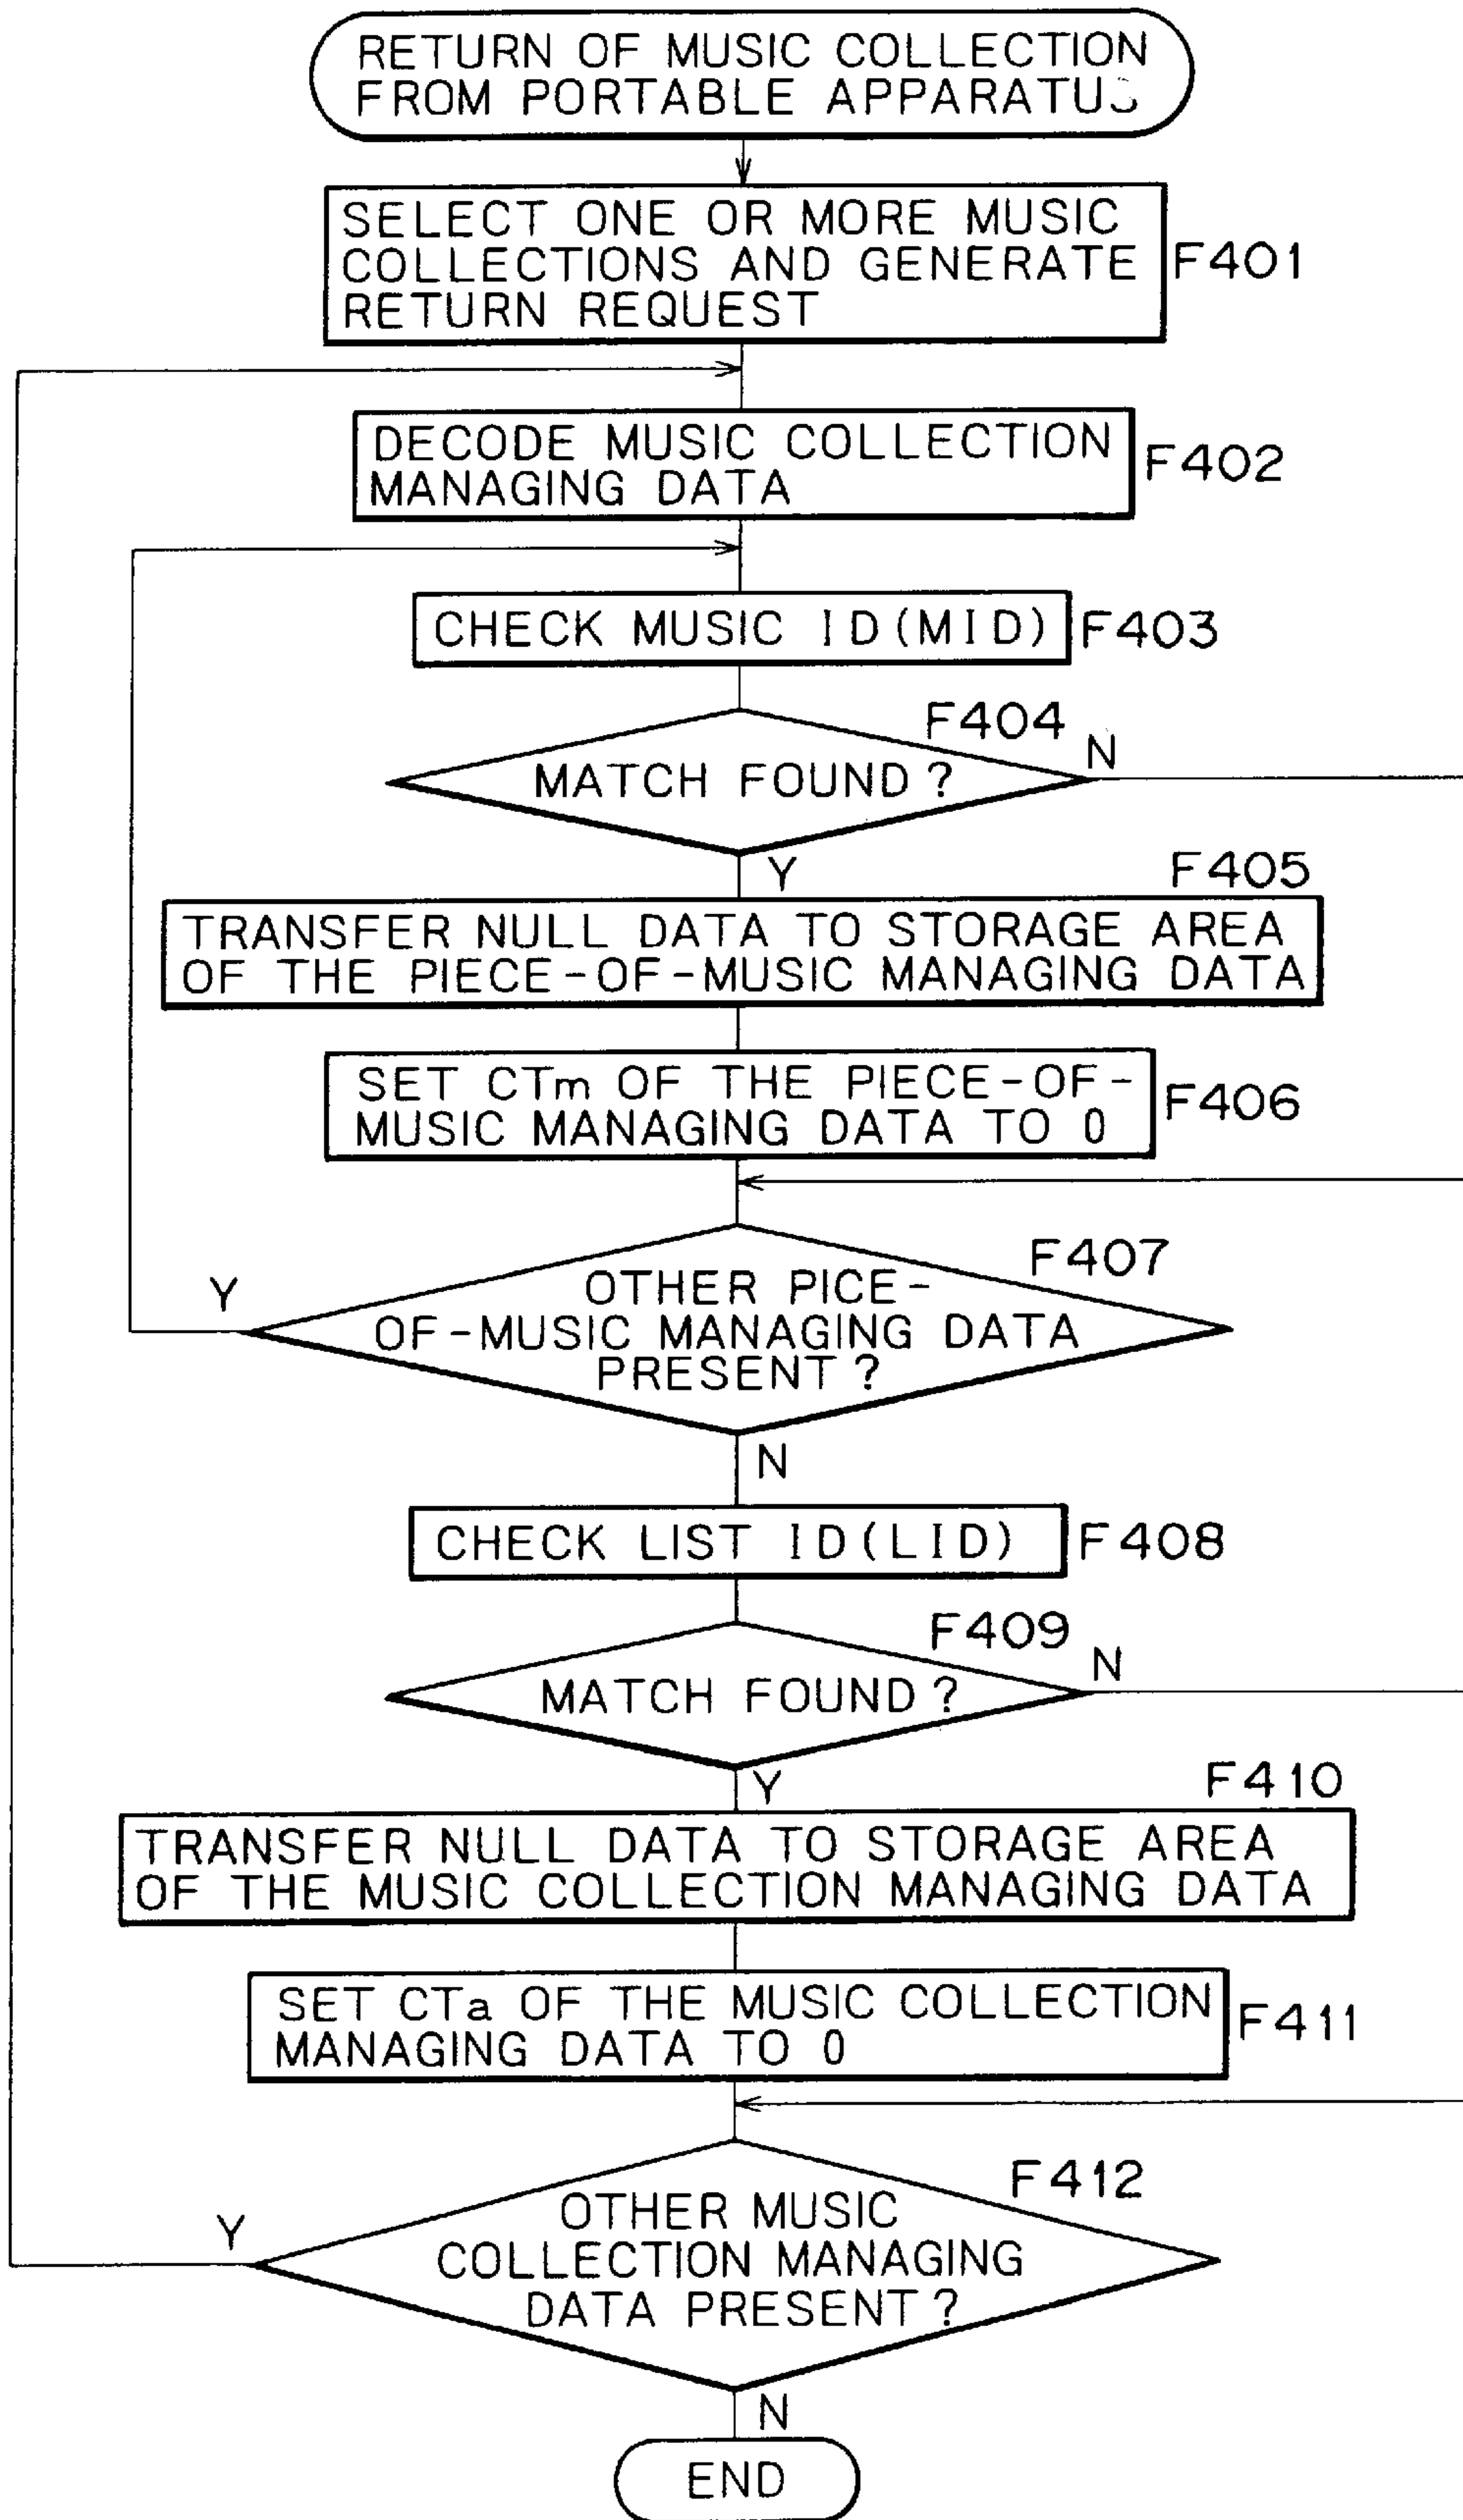 RETURN OF MUSIC COLLECTION
FROM PORTABLE APPARATUS
SELECT ONE OR MORE MUSIC
COLLECTIONS AND GENERATE
RETURN REQUEST
F401
DECODE MUSIC COLLECTION
MANAGING DATA
F402
CHECK MUSIC ID(MID)
F403
F404
MATCH FOUND?
N
Y
F405
TRANSFER NULL DATA TO STORAGE AREA
OF THE PIECE-OF-MUSIC MANAGING DATA
SET CTm OF THE PIECE-OF-
MUSIC MANAGING DATA TO 0
F406
F407
Y
OTHER PICE-
OF-MUSIC MANAGING DATA
PRESENT?
N
CHECK LIST ID(LID)
F408
F409
MATCH FOUND?
N
Y
F410
TRANSFER NULL DATA TO STORAGE AREA
OF THE MUSIC COLLECTION MANAGING DATA
SET CTa OF THE MUSIC COLLECTION
MANAGING DATA TO 0
F411
F412
Y
OTHER MUSIC
COLLECTION MANAGING
DATA PRESENT?
N
END